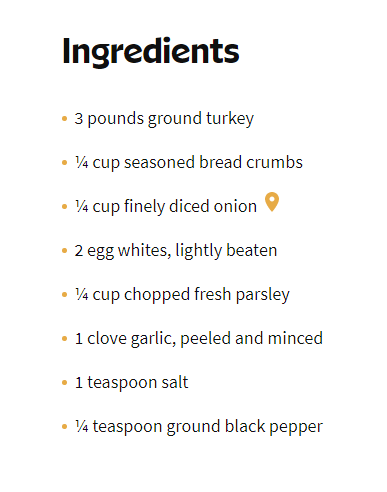 Ingredients
3 pounds ground turkey
¼ cup seasoned bread crumbs
¼ cup finely diced onion
2 egg whites, lightly beaten
¼ cup chopped fresh parsley
1 clove garlic, peeled and minced
1 teaspoon salt
¼ teaspoon ground black pepper